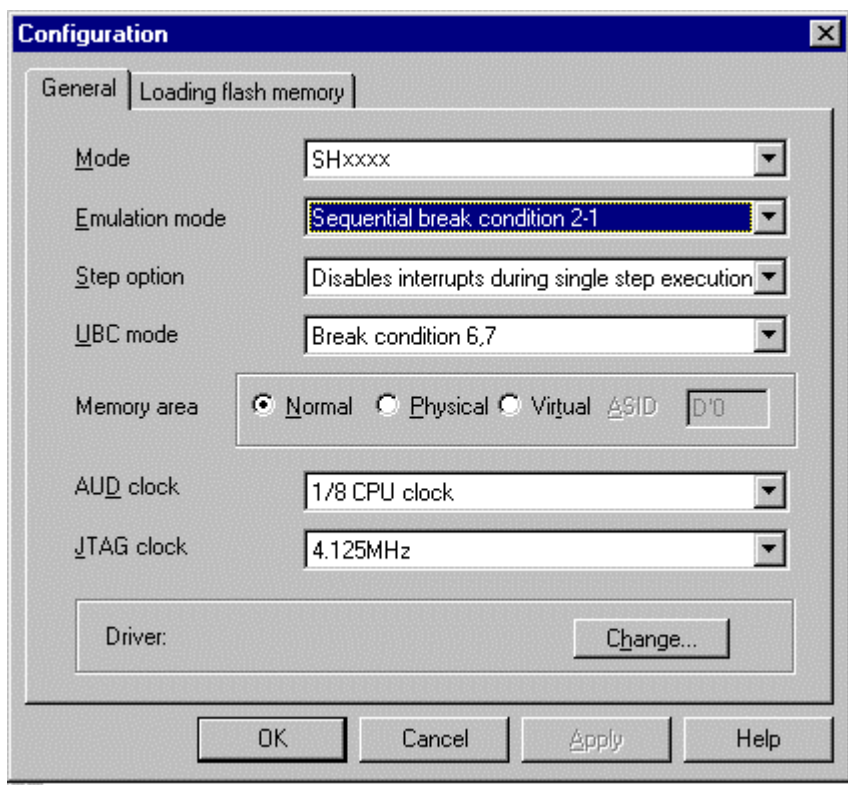 Configuration
General Loading flash memory
Mode SHxxxx
Emulation mode Sequential break condition 2-1
Step option Disables interrupts during single step execution
UBC mode Break condition 6,7
Memory area Normal Physical Virtual ASID D'0
AUD clock 1/8 CPU clock
JTAG clock 4.125MHz
Driver: Change...
OK Cancel Apply Help